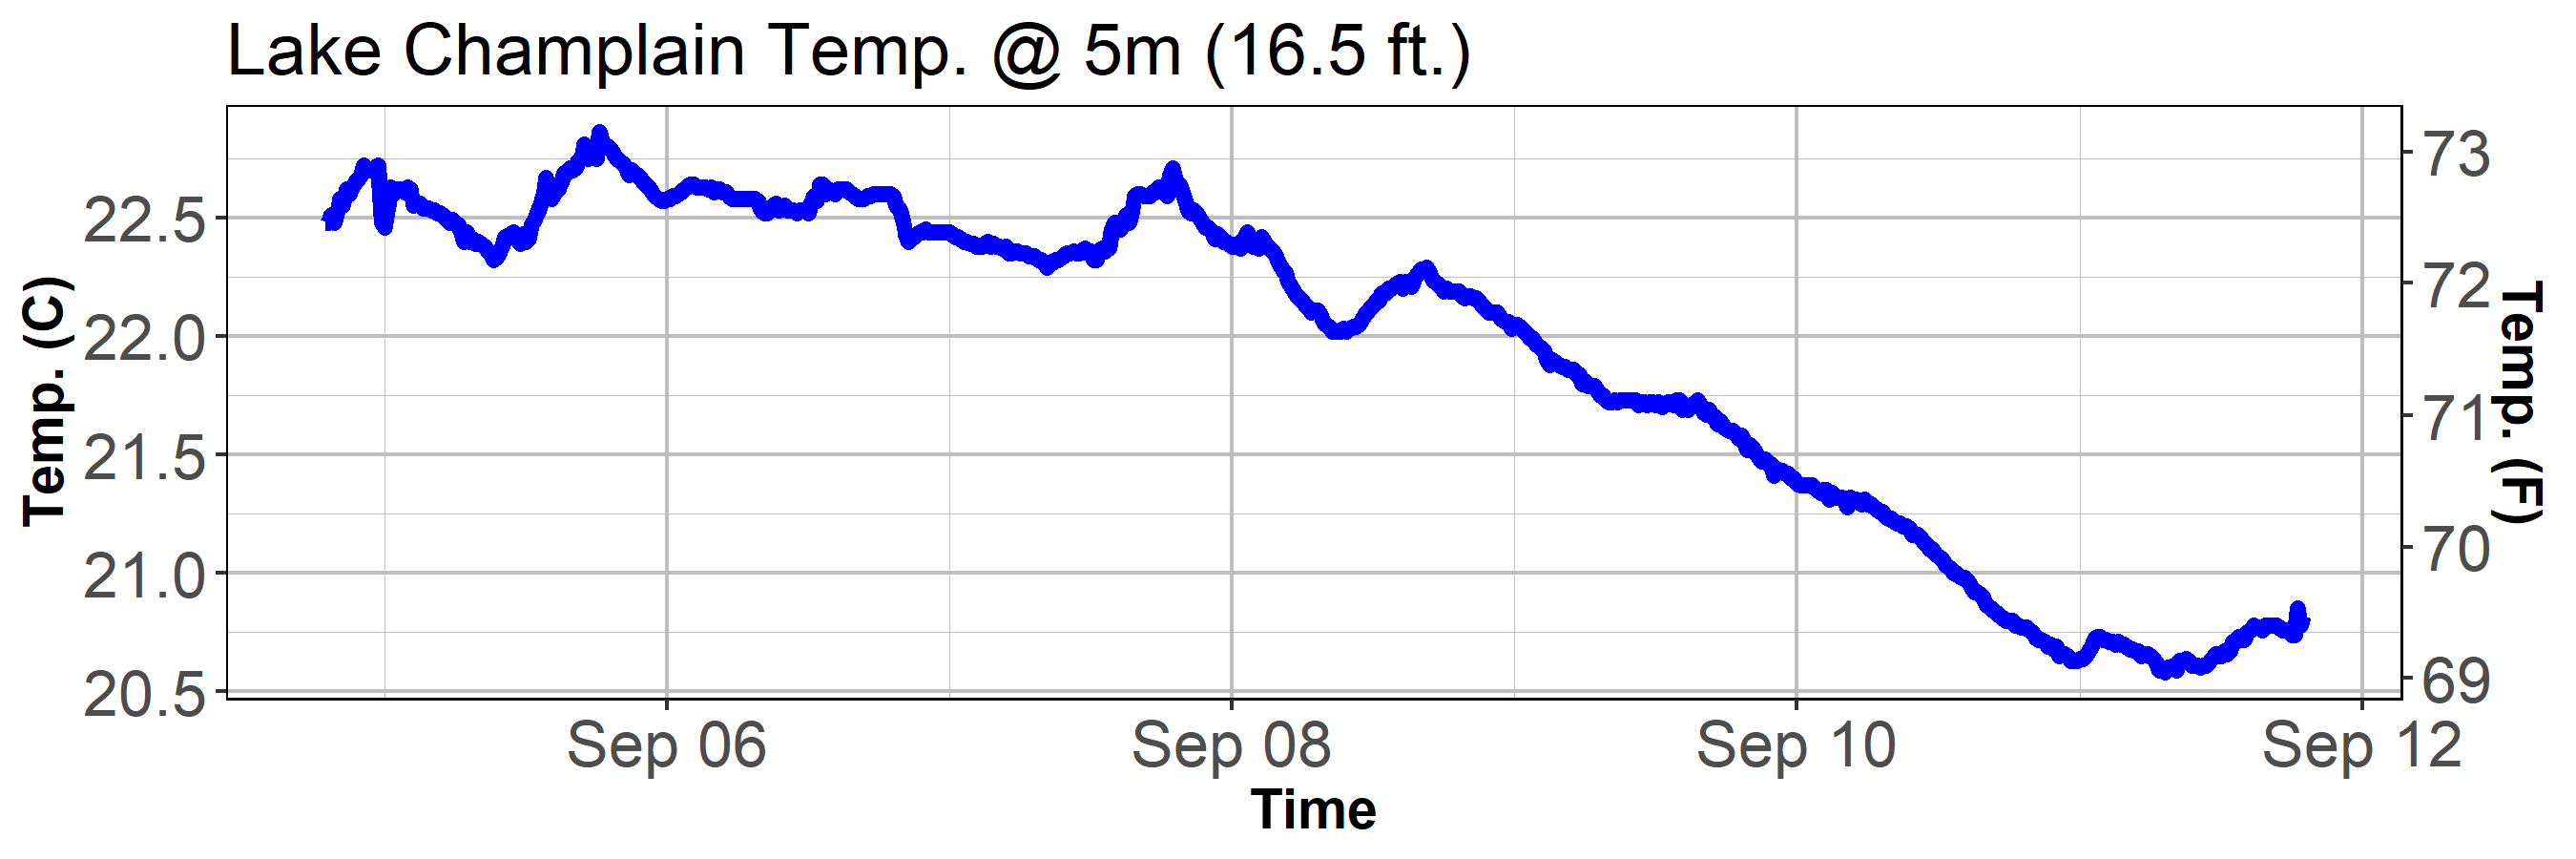 Lake Champlain Temp. @ 5m (16.5 ft.)
Temp. (C)
22.5
22.0
21.5
21.0
20.5
73
72
71
70
69
Temp. (F)
Sep 06
Sep 08
Sep 10
Sep 12
Time